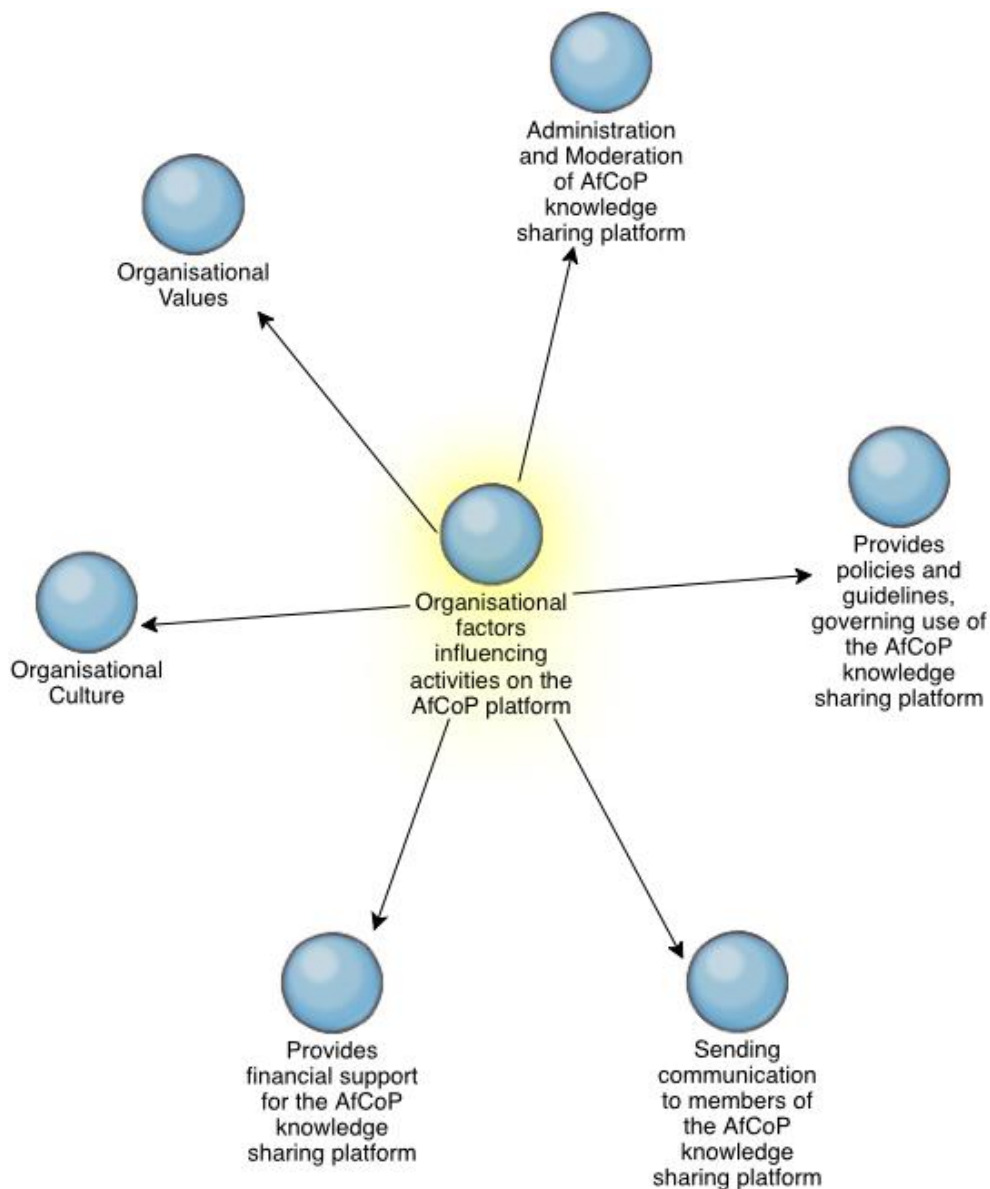 Administration
and Moderation
of AfCoP
knowledge
sharing platform
Organisational
Values
Provides
policies and
guidelines,
governing use of
the AfCoP
knowledge
sharing platform
Organisational
factors
influencing
activities on the
AfCoP platform
Organisational
Culture
Provides
financial support
for the AfCoP
knowledge
sharing platform
Sending
communication
to members of
the AfCoP
knowledge
sharing platform